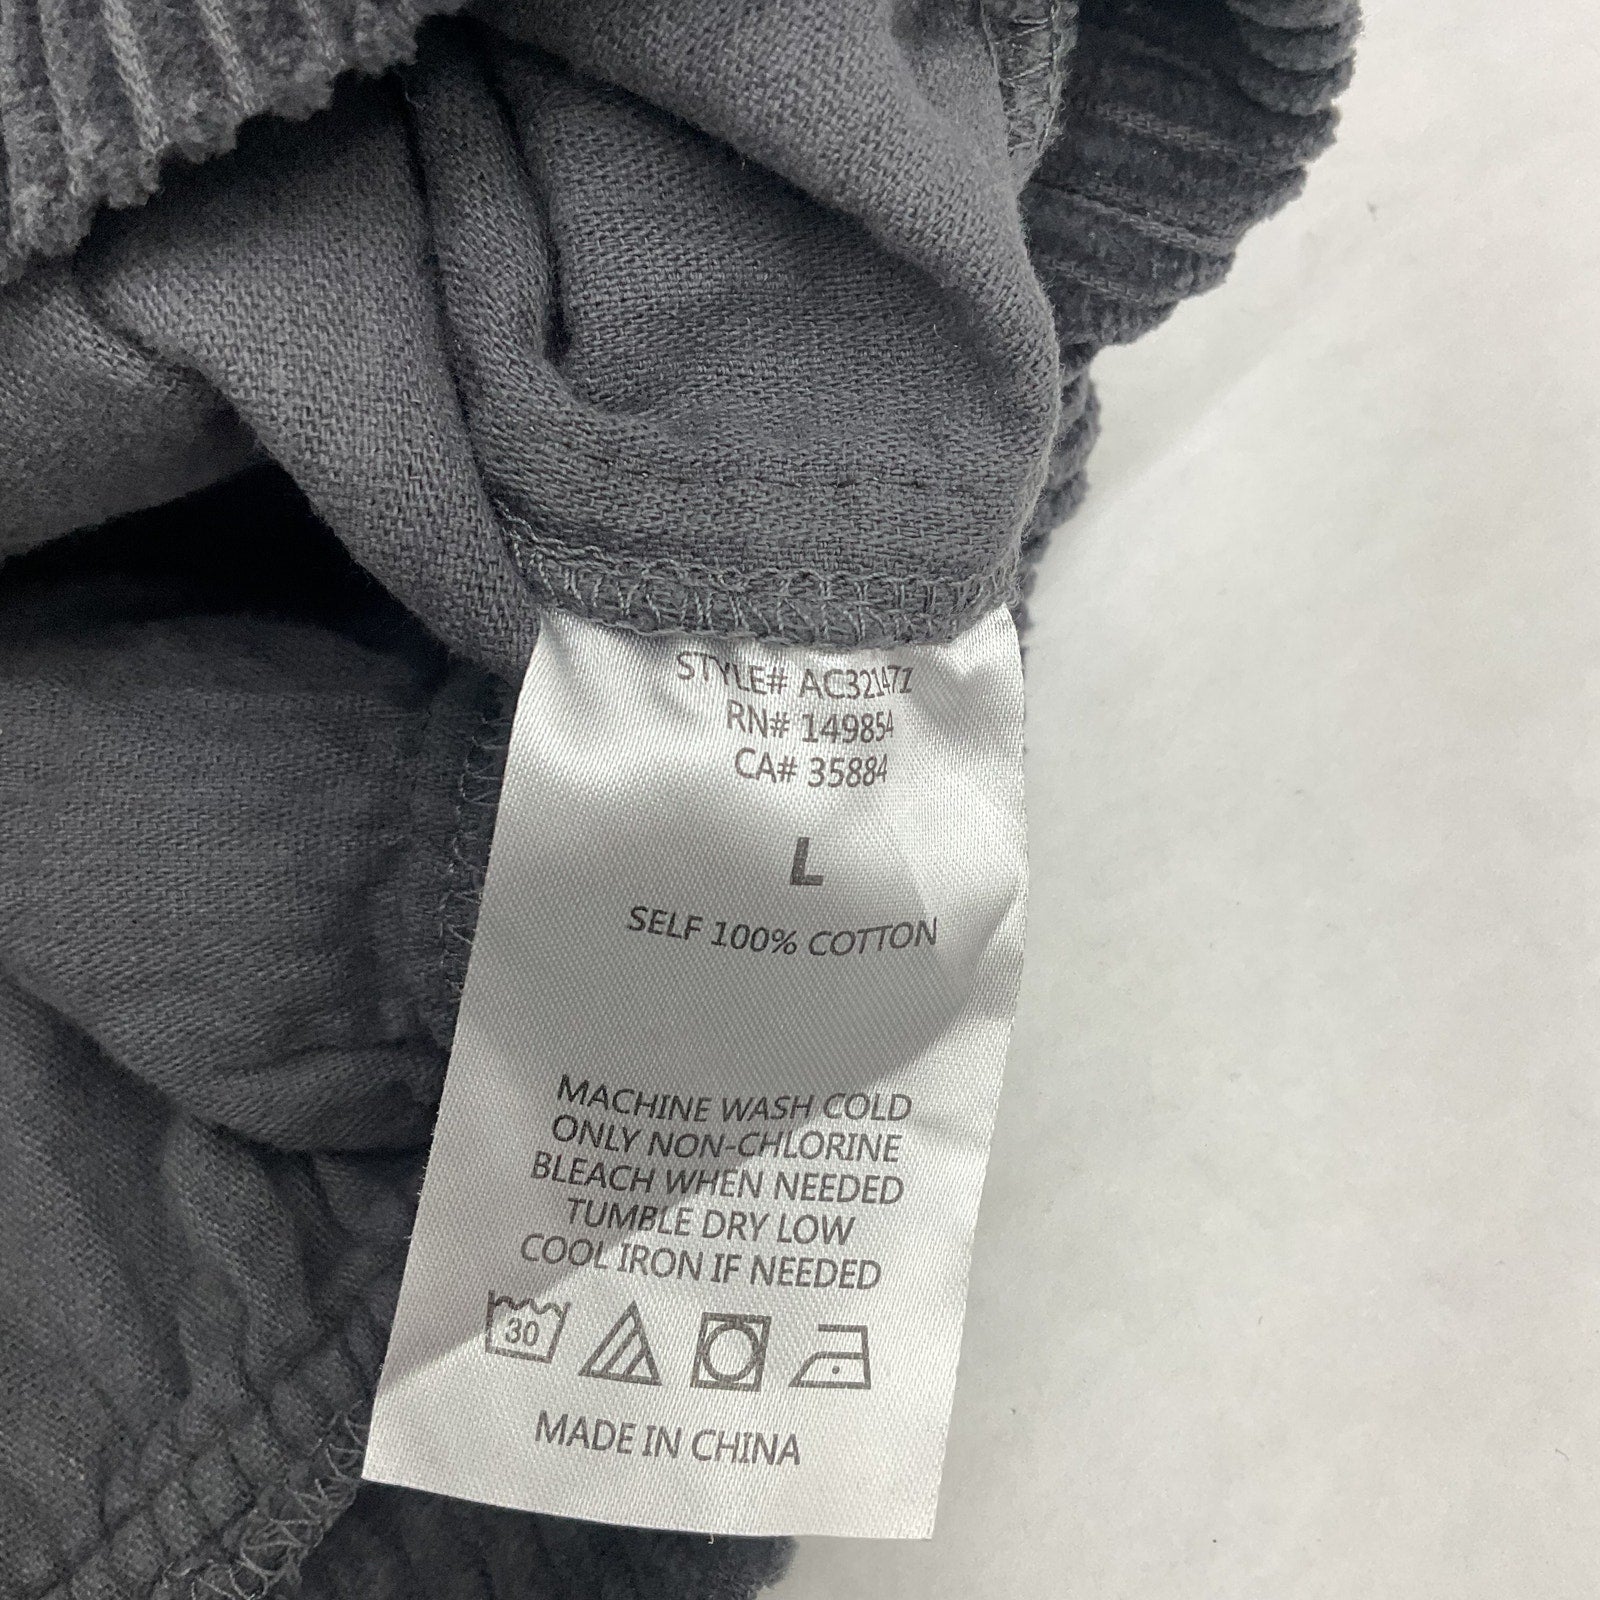 STYLE# AC321471
RN# 149854
CA# 35884
L
SELF 100% COTTON
MACHINE WASH COLD
ONLY NON-CHLORINE
BLEACH WHEN NEEDED
TUMBLE DRY LOW
COOL IRON IF NEEDED
30
MADE IN CHINA